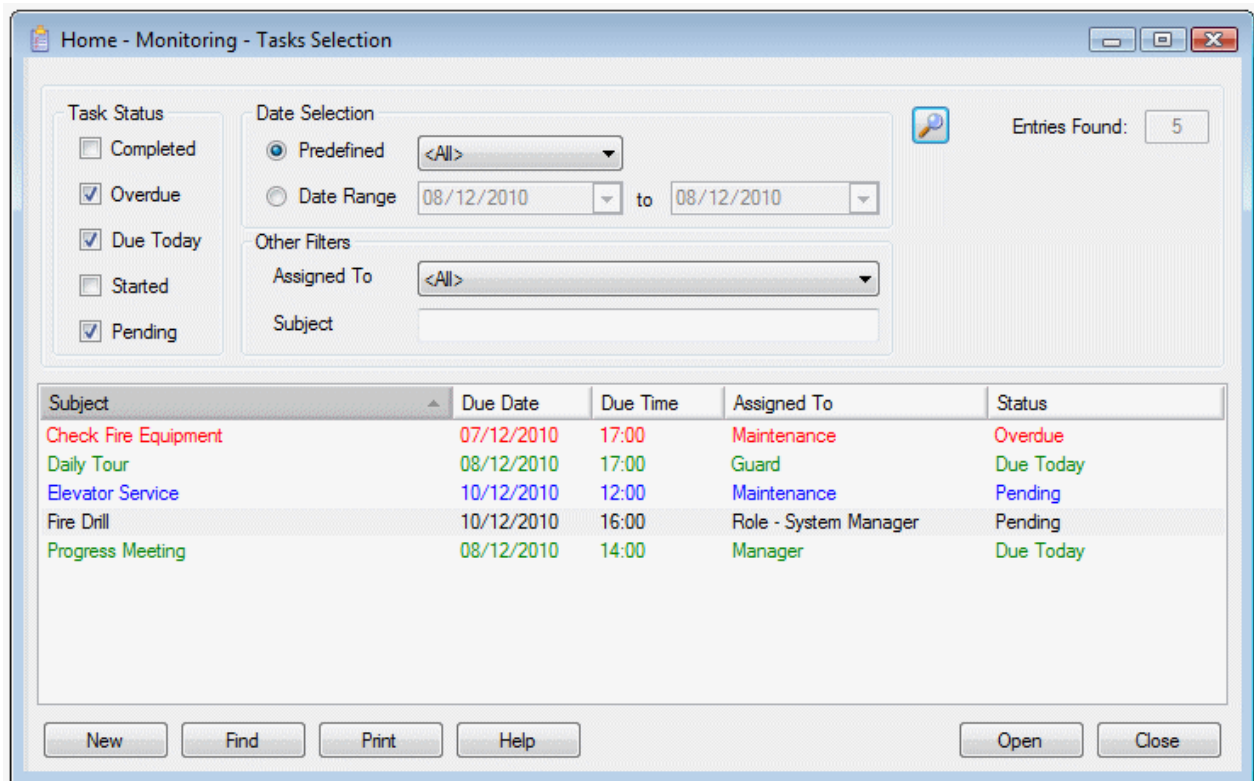 Home - Monitoring - Tasks Selection
Task Status
Completed
Overdue
Due Today
Started
Pending
Date Selection
Predefined <All>
Date Range 08/12/2010 to 08/12/2010
Other Filters
Assigned To <All>
Subject
Entries Found: 5
Subject Due Date Due Time Assigned To Status
Check Fire Equipment 07/12/2010 17:00 Maintenance Overdue
Daily Tour 08/12/2010 17:00 Guard Due Today
Elevator Service 10/12/2010 12:00 Maintenance Pending
Fire Drill 10/12/2010 16:00 Role - System Manager Pending
Progress Meeting 08/12/2010 14:00 Manager Due Today
New Find Print Help Open Close